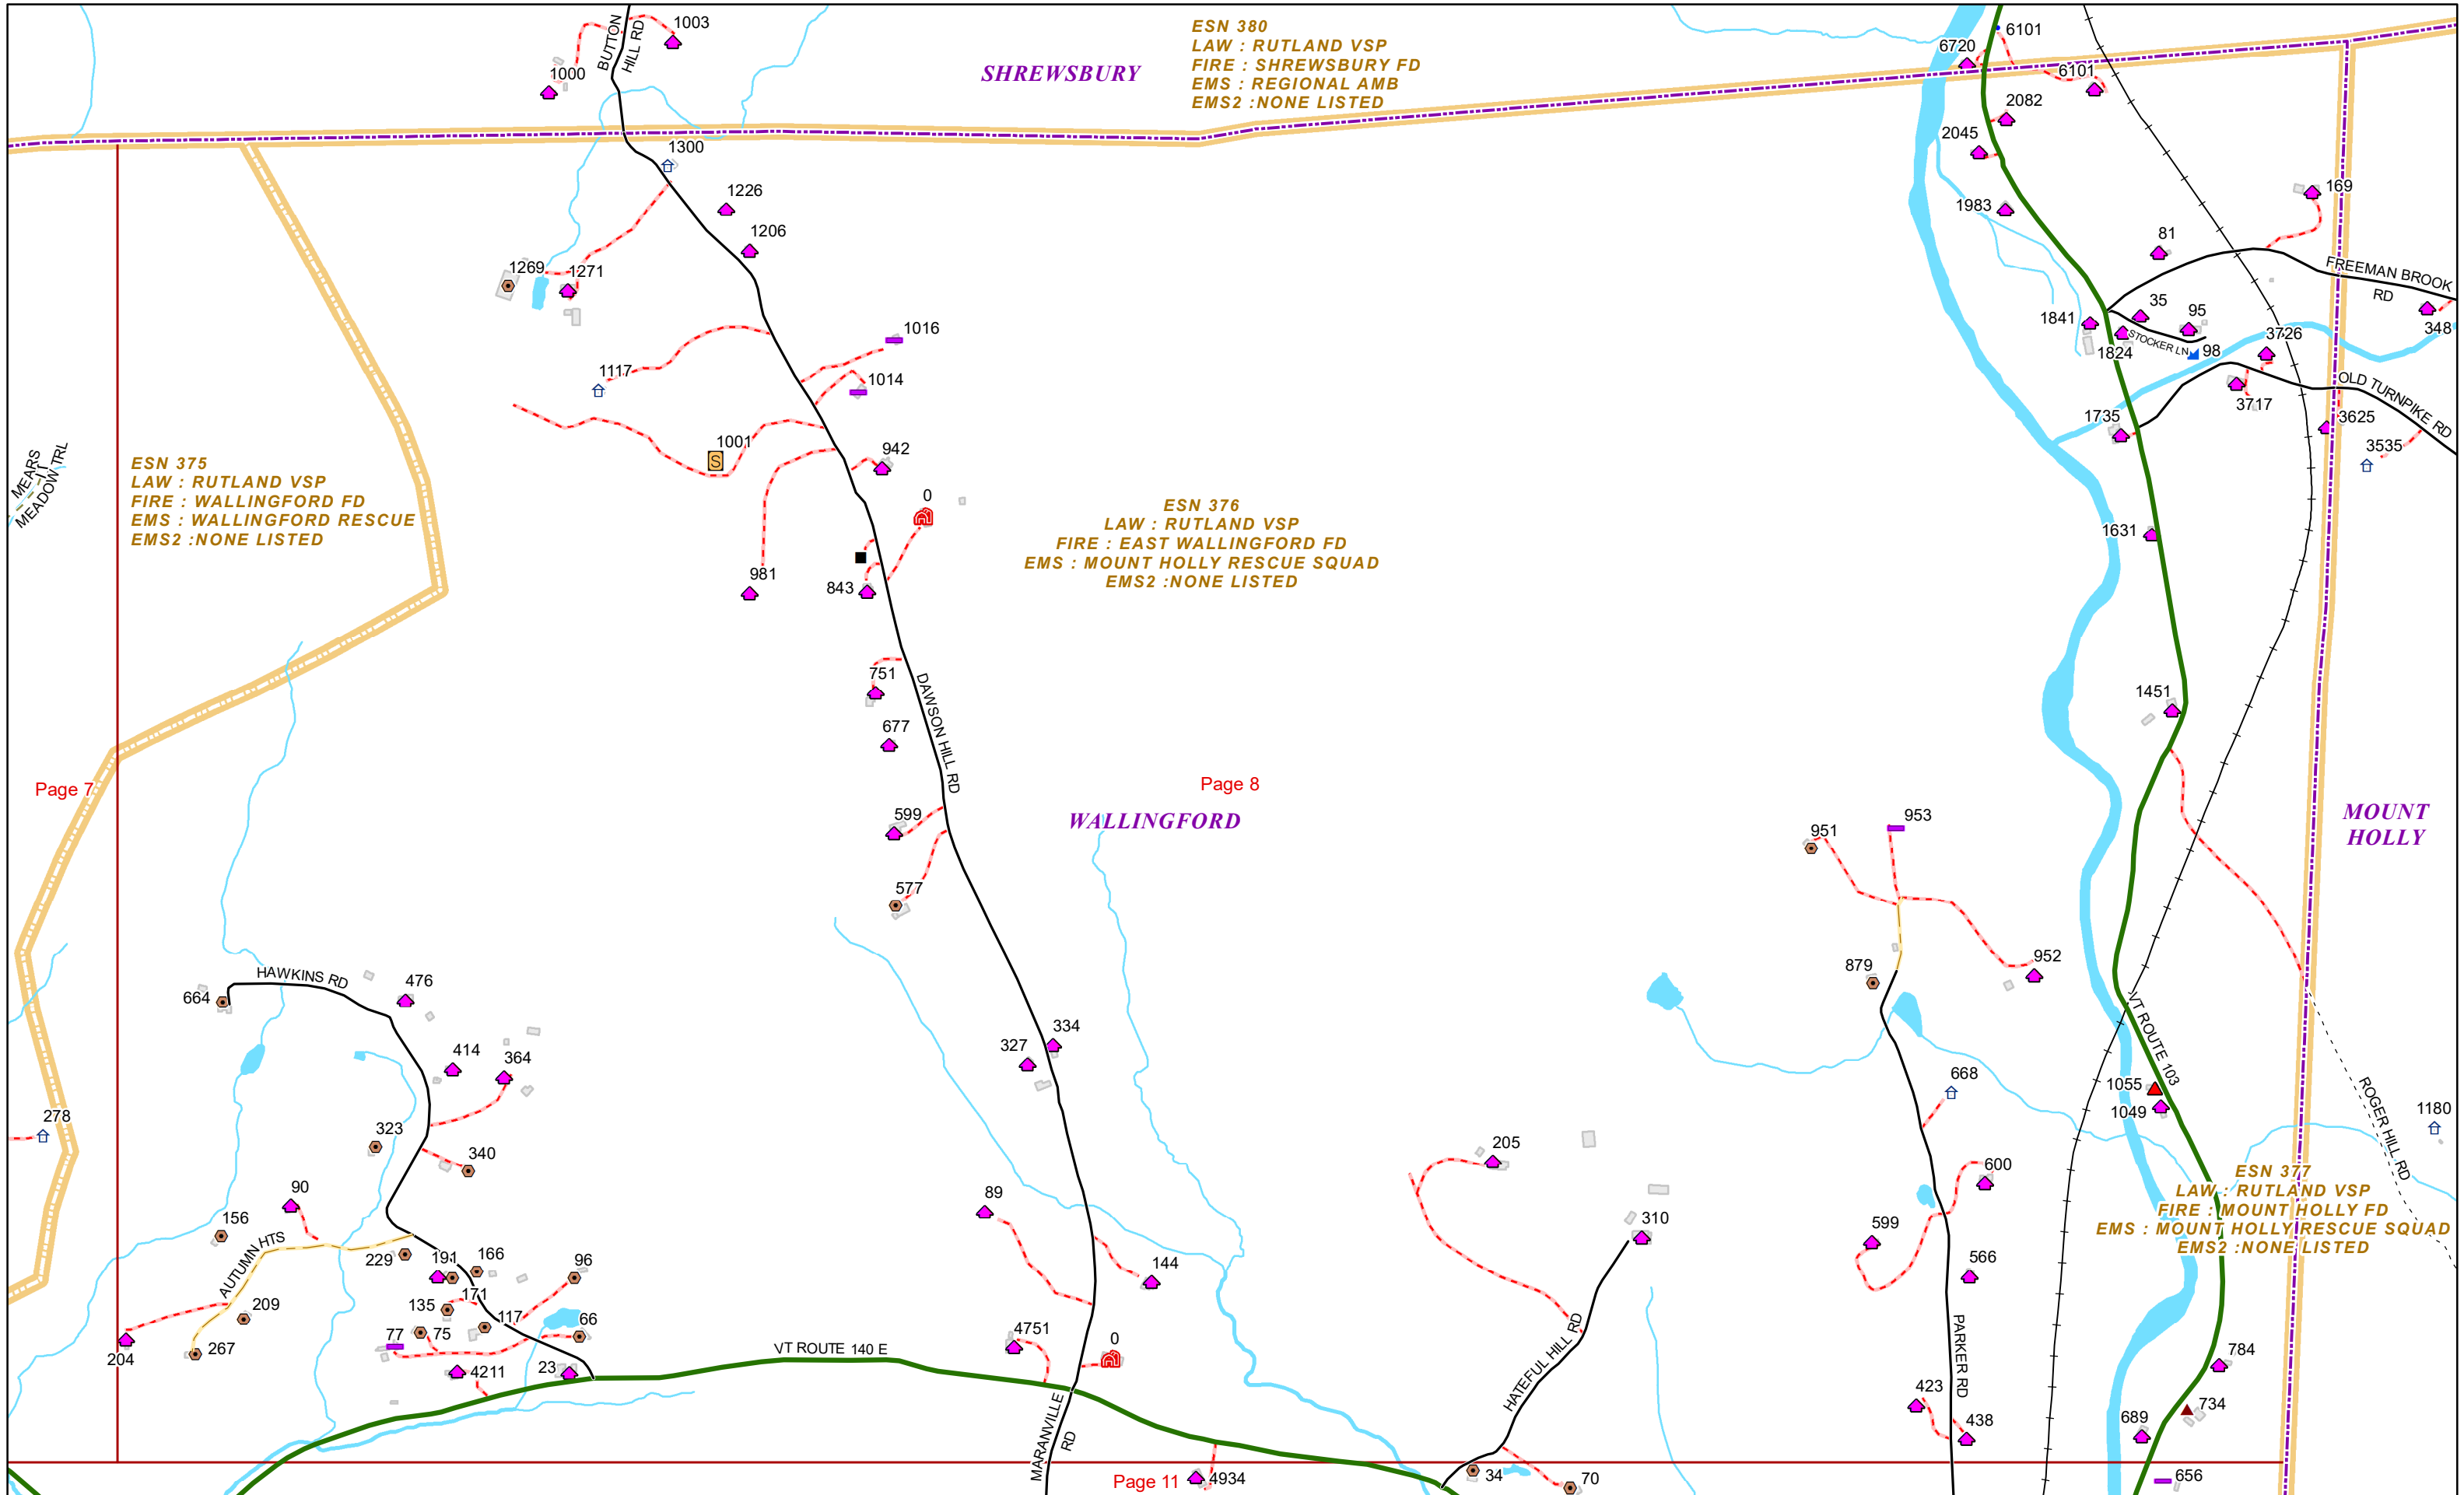 BUTTON
HILL RD
1003
1000
SHREWSBURY
ESN 380
LAW : RUTLAND VSP
FIRE : SHREWSBURY FD
EMS : REGIONAL AMB
EMS2 :NONE LISTED
6101
6720
6101
2082
2045
1300
1226
1206
1983
169
81
1269
1271
FREEMAN BROOK
RD
35
95
1841
348
1016
STOCKER LN
98
3726
1824
1117
1014
OLD TURNPIKE RD
3717
3625
1735
3535
1001
942
MEARS
MEADOW TRL
ESN 375
LAW : RUTLAND VSP
FIRE : WALLINGFORD FD
EMS : WALLINGFORD RESCUE
EMS2 :NONE LISTED
0
ESN 376
LAW : RUTLAND VSP
FIRE : EAST WALLINGFORD FD
EMS : MOUNT HOLLY RESCUE SQUAD
EMS2 :NONE LISTED
1631
981
843
751
DAWSON HILL RD
1451
677
Page 7
Page 8
WALLINGFORD
MOUNT
HOLLY
599
951
953
577
HAWKINS RD
664
476
879
952
VT ROUTE 103
334
327
414
364
668
1055
1049
ROGER HILL RD
1180
278
323
340
205
600
ESN 377
LAW : RUTLAND VSP
FIRE : MOUNT HOLLY FD
EMS : MOUNT HOLLY RESCUE SQUAD
EMS2 :NONE LISTED
90
89
156
310
599
AUTUMN HTS
229
191
166
96
144
566
209
135
171
117
66
77
75
267
204
4211
23
VT ROUTE 140 E
4751
0
HATEFUL HILL RD
PARKER RD
784
423
438
734
689
MARANVILLE
RD
Page 11
4934
34
70
656